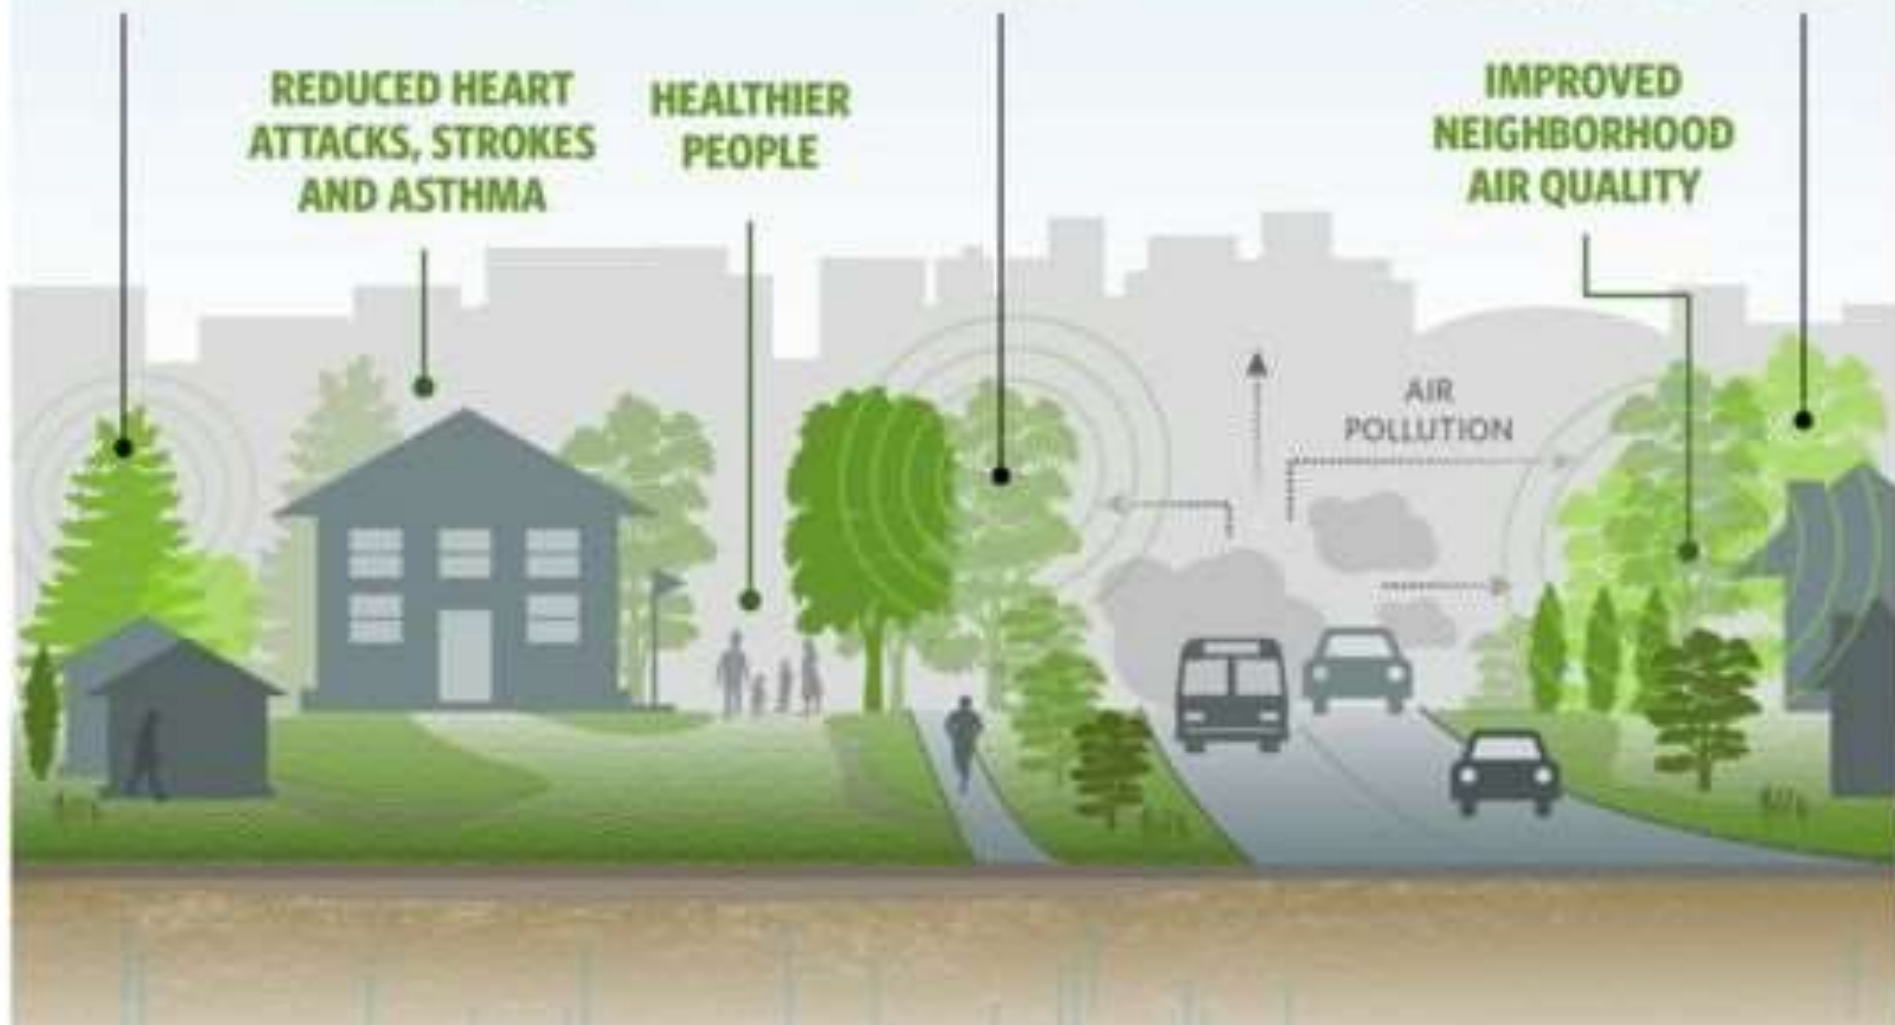 REDUCED HEART
ATTACKS, STROKES
AND ASTHMA
HEALTHIER
PEOPLE
IMPROVED
NEIGHBORHOOD
AIR QUALITY
AIR
POLLUTION